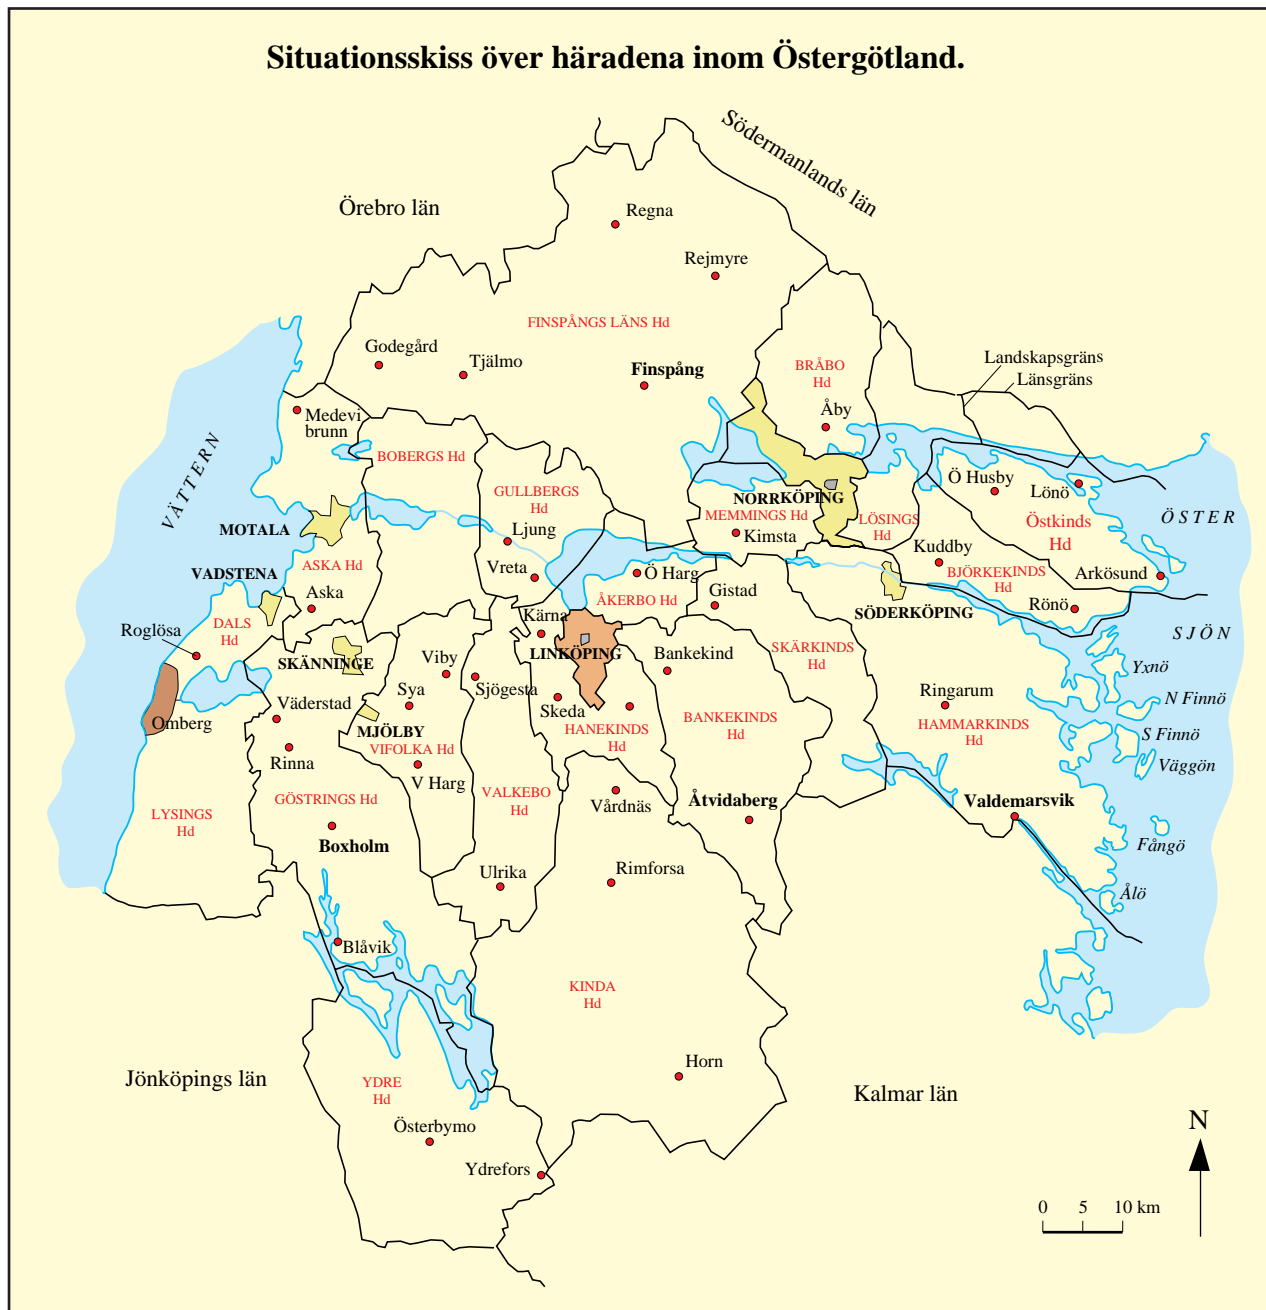 Situationsskiss över häradena inom Östergötland.
Södermanlands län
Örebro län
Regna
Rejmyre
FINSPÅNGS LÄNS Hd
Godegård
Tjälmo
Finspång
BRÅBO
Hd
Åby
Landskapsgräns
Länsgräns
Medevi
brunn
VÄTTERN
BOBERGS Hd
GULLBERGS
Hd
Ljung
Vreta
NORRKÖPING
MEMMINGS Hd
Kimsta
LÖSINGS
Hd
Ö Husby
Lönö
Östkinds
Hd
ÖSTER
SJÖN
MOTALA
VADSTENA
ASKA Hd
Aska
Kuddby
BJÖRKEKINDS
Hd
Arkösund
Rönö
Ö Harg
ÅKERBO Hd
Gistad
SÖDERKÖPING
Roglösa
DALS
Hd
SKÄNNINGE
Kärna
LINKÖPING
Viby
Sjögesta
Sya
Skeda
HANEKINDS
Hd
Bankekind
BANKEKINDS
Hd
SKÄRKINDS
Hd
Ringarum
HAMMARKINDS
Hd
Yxnö
N Finnö
S Finnö
Väggön
Omberg
Väderstad
Rinna
MJÖLBY
VIFOLKA Hd
V Harg
GÖSTRINGS Hd
VALKEBO
Hd
LYSINGS
Hd
Boxholm
Vårdnäs
Åtvidaberg
Valdemarsvik
Fångö
Ålö
Ulrika
Rimforsa
Blåvik
KINDA
Hd
Horn
Jönköpings län
YDRE
Hd
Österbymo
Ydrefors
Kalmar län
N
0 5 10 km